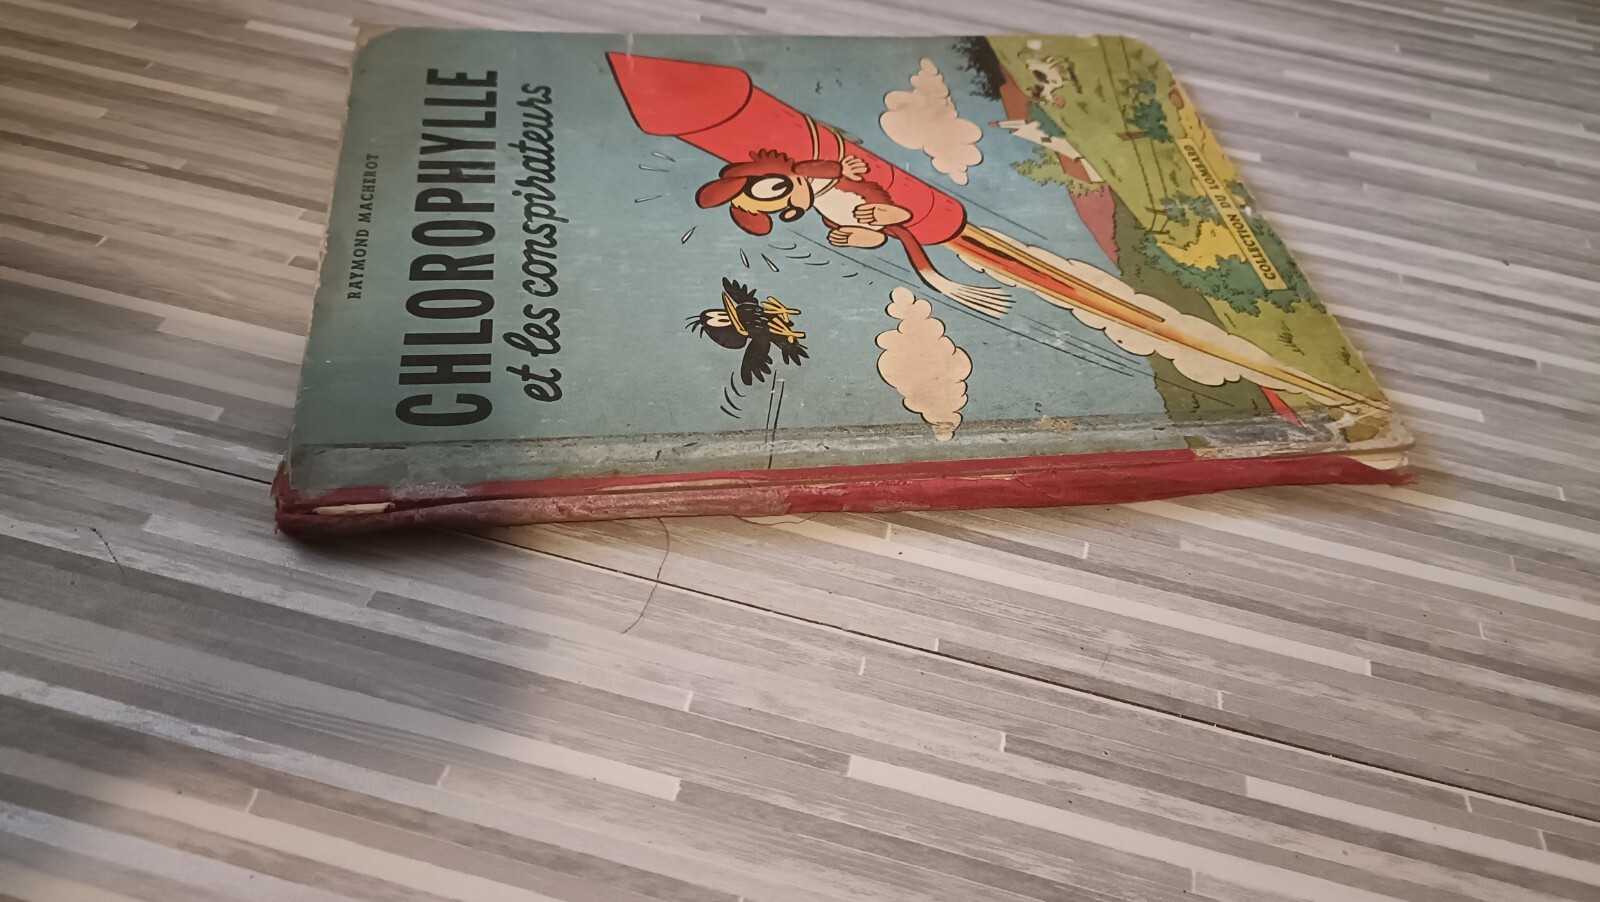 RAYMOND MACHEROT
CHLOROPHYLLE
et les conspirateurs
COLLECTION DU LOMBARD